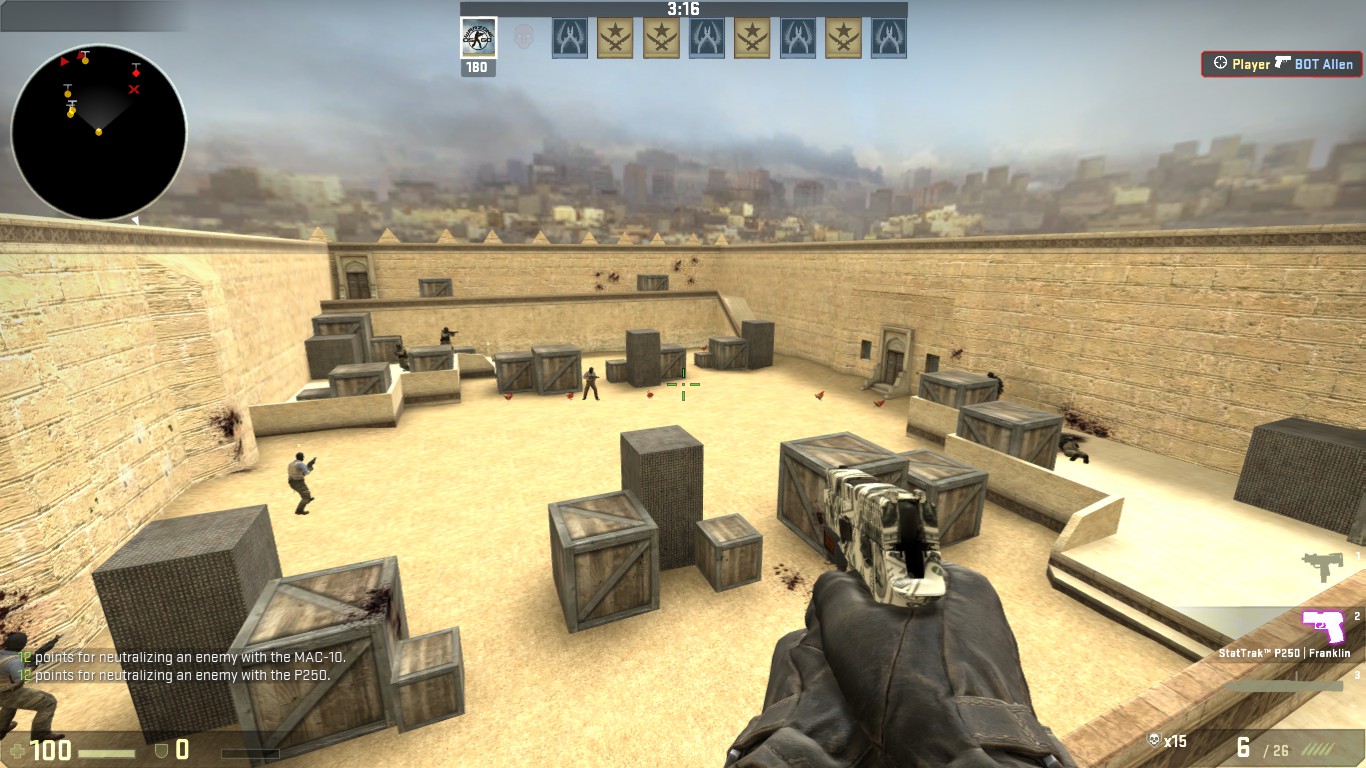 3:16
180
Player BOT Allen
1
2
StatTrak™ P250 | Franklin
3
12 points for neutralizing an enemy with the MAC-10.
12 points for neutralizing an enemy with the P250.
100
0
x15
6 / 26